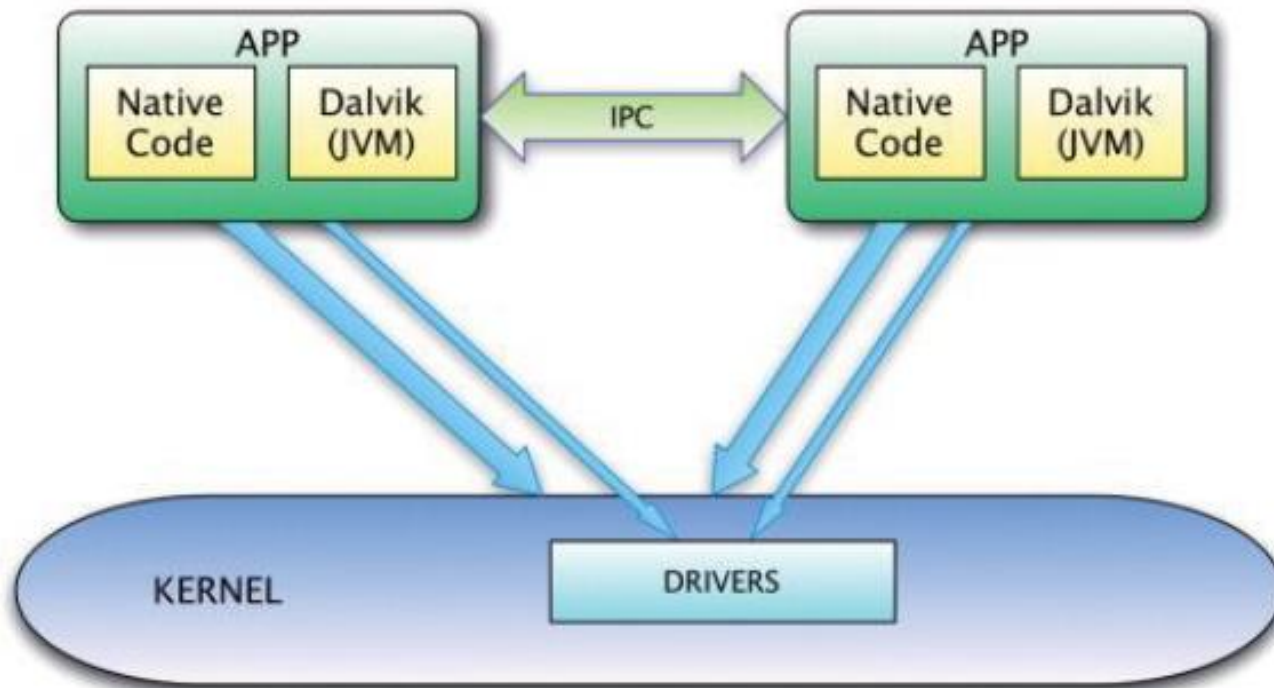 APP
Native
Code
Dalvik
(JVM)
IPC
APP
Native
Code
Dalvik
(JVM)
KERNEL
DRIVERS